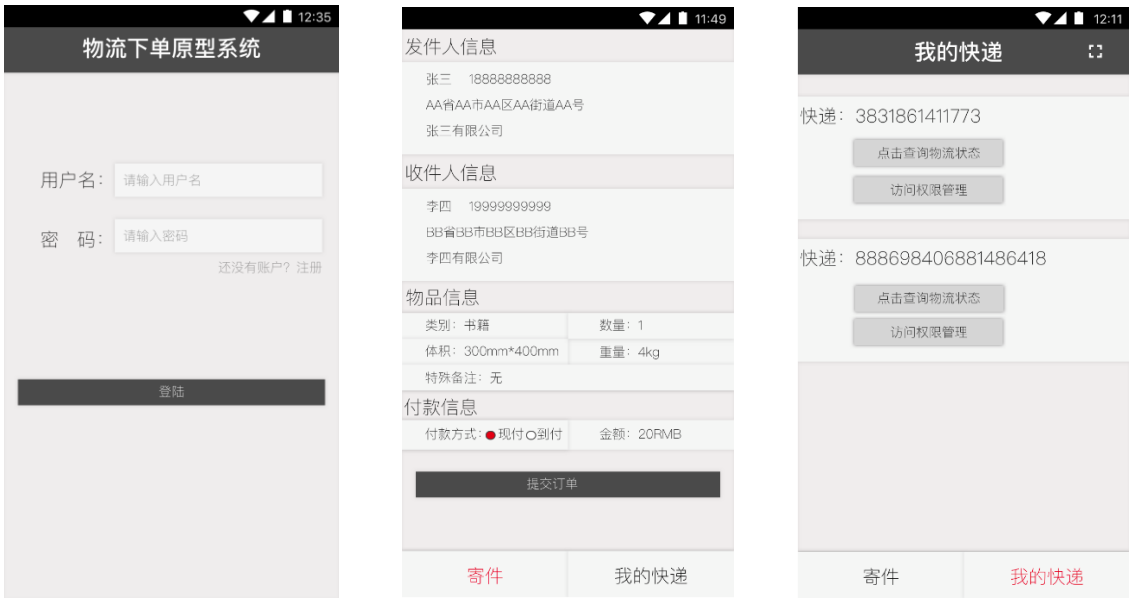 12:35
物流下单原型系统
用户名：
请输入用户名
密 码：
请输入密码
还没有账户？注册
登陆
11:49
发件人信息
张三 18888888888
AA省AA市AA区AA街道AA号
张三有限公司
收件人信息
李四 19999999999
BB省BB市BB区BB街道BB号
李四有限公司
物品信息
类别：书籍 数量：1
体积：300mm*400mm 重量：4kg
特殊备注：无
付款信息
付款方式：现付 到付 金额：20RMB
提交订单
寄件 我的快递
12:11
我的快递
快递：3831861411773
点击查询物流状态
访问权限管理
快递：888698406881486418
点击查询物流状态
访问权限管理
寄件 我的快递